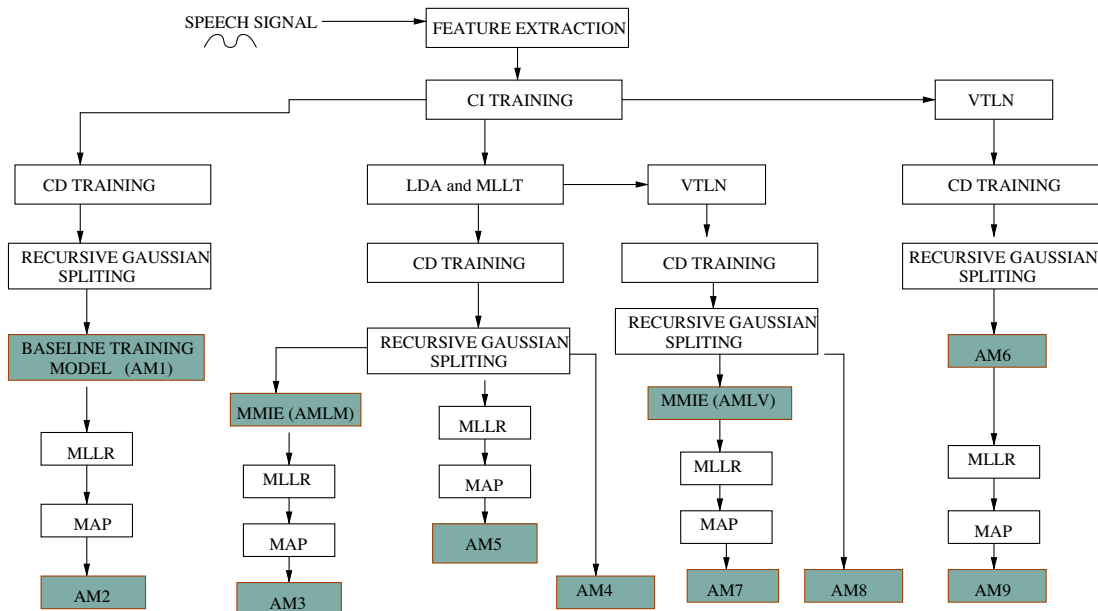 SPEECH SIGNAL
FEATURE EXTRACTION
CI TRAINING
VTLN
CD TRAINING
LDA and MLLT
VTLN
CD TRAINING
RECURSIVE GAUSSIAN
SPLITING
CD TRAINING
CD TRAINING
RECURSIVE GAUSSIAN
SPLITING
BASELINE TRAINING
MODEL (AM1)
RECURSIVE GAUSSIAN
SPLITING
RECURSIVE GAUSSIAN
SPLITING
AM6
MMIE (AMLM)
MLLR
MMIE (AMLV)
MLLR
MLLR
MAP
MLLR
MLLR
MAP
MAP
AM5
MAP
MAP
AM2
AM3
AM4
AM7
AM8
AM9